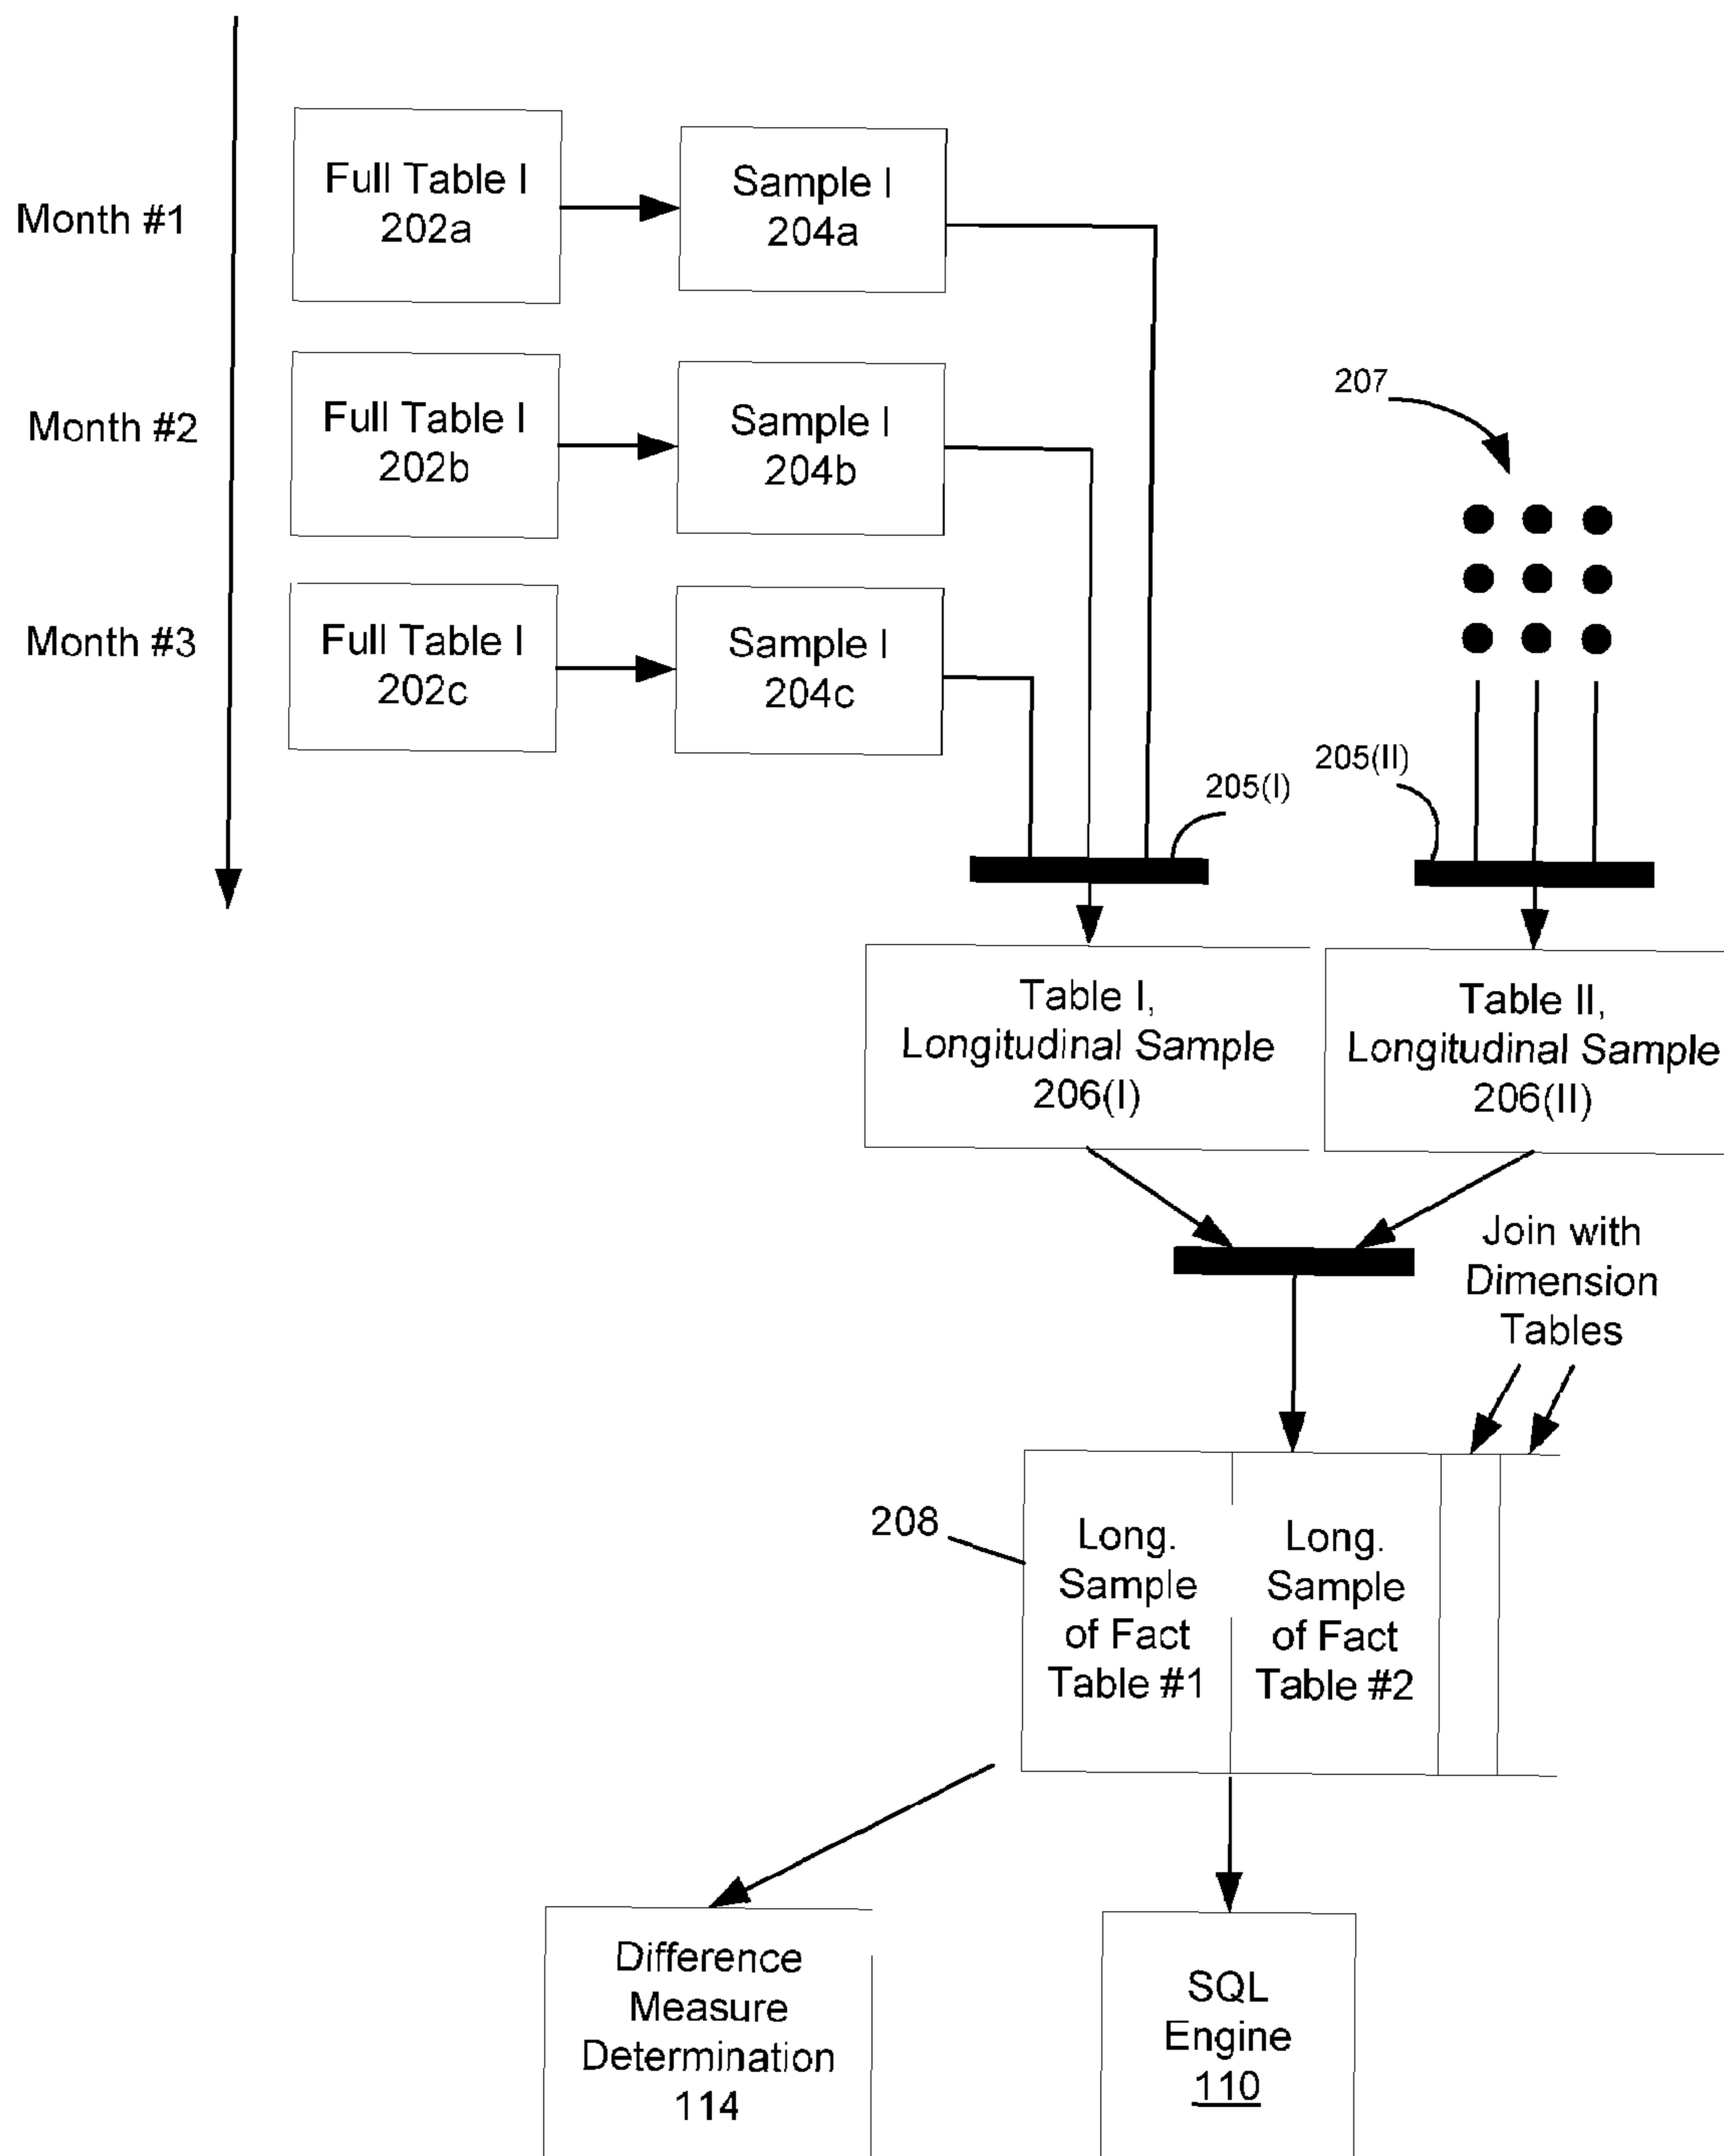 Month #1
Full Table I
202a
Sample I
204a
Month #2
Full Table I
202b
Sample I
204b
207
Month #3
Full Table I
202c
Sample I
204c
205(I)
205(II)
Table I,
Longitudinal Sample
206(I)
Table II,
Longitudinal Sample
206(II)
Join with
Dimension
Tables
208
Long.
Sample
of Fact
Table #1
Long.
Sample
of Fact
Table #2
Difference
Measure
Determination
114
SQL
Engine
110